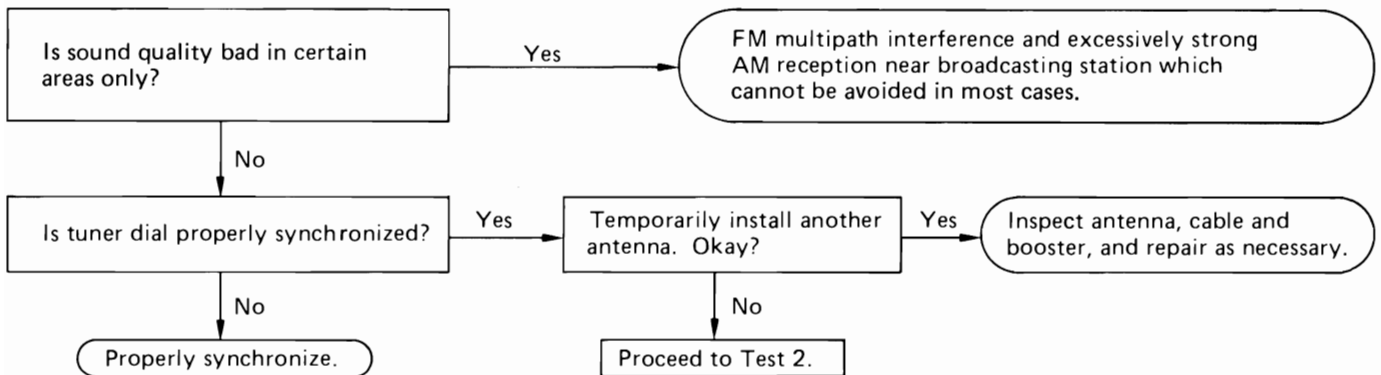 Is sound quality bad in certain
areas only?
Yes
FM multipath interference and excessively strong
AM reception near broadcasting station which
cannot be avoided in most cases.
No
Is tuner dial properly synchronized?
Yes
Temporarily install another
antenna. Okay?
Yes
Inspect antenna, cable and
booster, and repair as necessary.
No
Properly synchronize.
No
Proceed to Test 2.